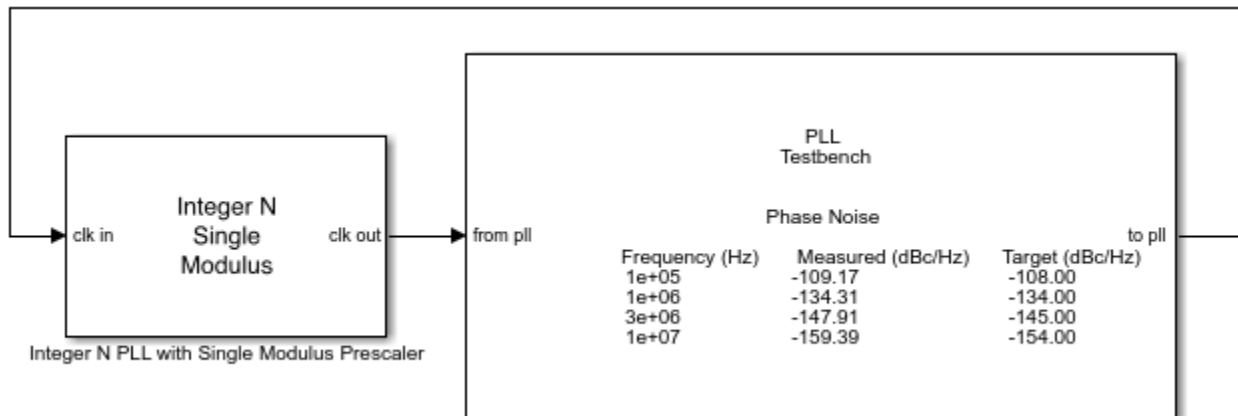 Integer N
Single
Modulus
clk in
clk out
Integer N PLL with Single Modulus Prescaler
PLL
Testbench
Phase Noise
from pll
to pll
Frequency (Hz) Measured (dBc/Hz) Target (dBc/Hz)
1e+05 -109.17 -108.00
1e+06 -134.31 -134.00
3e+06 -147.91 -145.00
1e+07 -159.39 -154.00